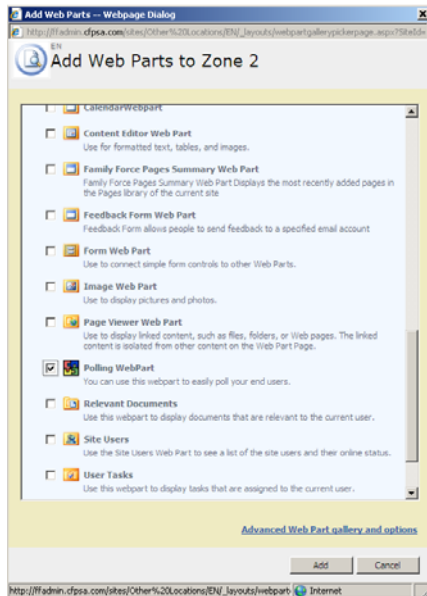 Add Web Parts -- Webpage Dialog
http://ffadmin.cfpsa.com/sites/Other%20Locations/EN/_layouts/webpartgallerypickerpage.aspx?SiteId=
EN
Add Web Parts to Zone 2
CalendarWebpart
Content Editor Web Part
Use for formatted text, tables, and images.
Family Force Pages Summary Web Part
Family Force Pages Summary Web Part Displays the most recently added pages in
the Pages library of the current site
Feedback Form Web Part
Feedback Form allows people to send feedback to a specified email account
Form Web Part
Use to connect simple form controls to other Web Parts.
Image Web Part
Use to display pictures and photos.
Page Viewer Web Part
Use to display linked content, such as files, folders, or Web pages. The linked
content is isolated from other content on the Web Part Page.
Polling WebPart
You can use this webpart to easily poll your end users.
Relevant Documents
Use this webpart to display documents that are relevant to the current user.
Site Users
Use the Site Users Web Part to see a list of the site users and their online status.
User Tasks
Use this webpart to display tasks that are assigned to the current user.
Advanced Web Part gallery and options
Add Cancel
http://ffadmin.cfpsa.com/sites/Other%20Locations/EN/_layouts/webpartg Internet